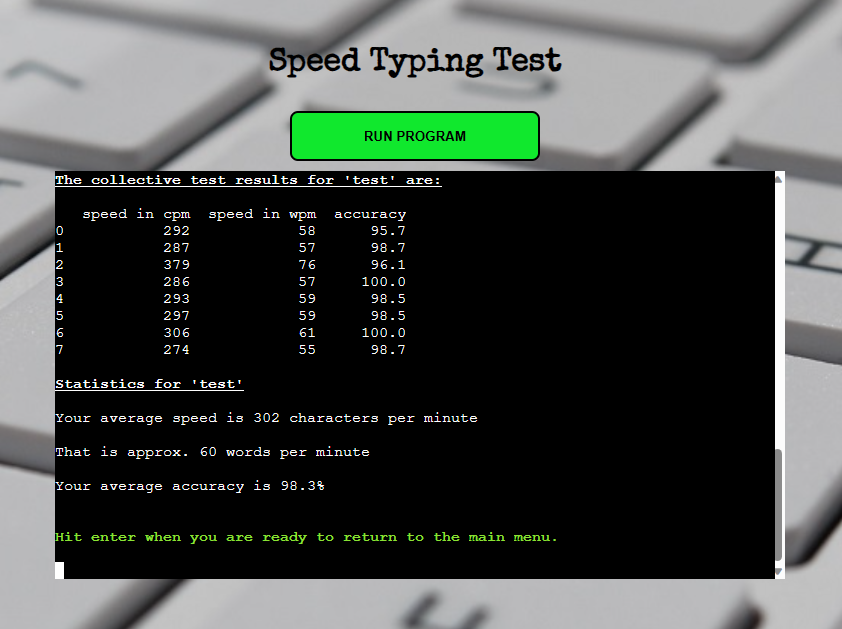 Speed Typing Test
RUN PROGRAM
The collective test results for 'test' are:
speed in cpm  speed in wpm  accuracy
0 292 58 95.7
1 287 57 98.7
2 379 76 96.1
3 286 57 100.0
4 293 59 98.5
5 297 59 98.5
6 306 61 100.0
7 274 55 98.7
Statistics for 'test'
Your average speed is 302 characters per minute
That is approx. 60 words per minute
Your average accuracy is 98.3%
Hit enter when you are ready to return to the main menu.